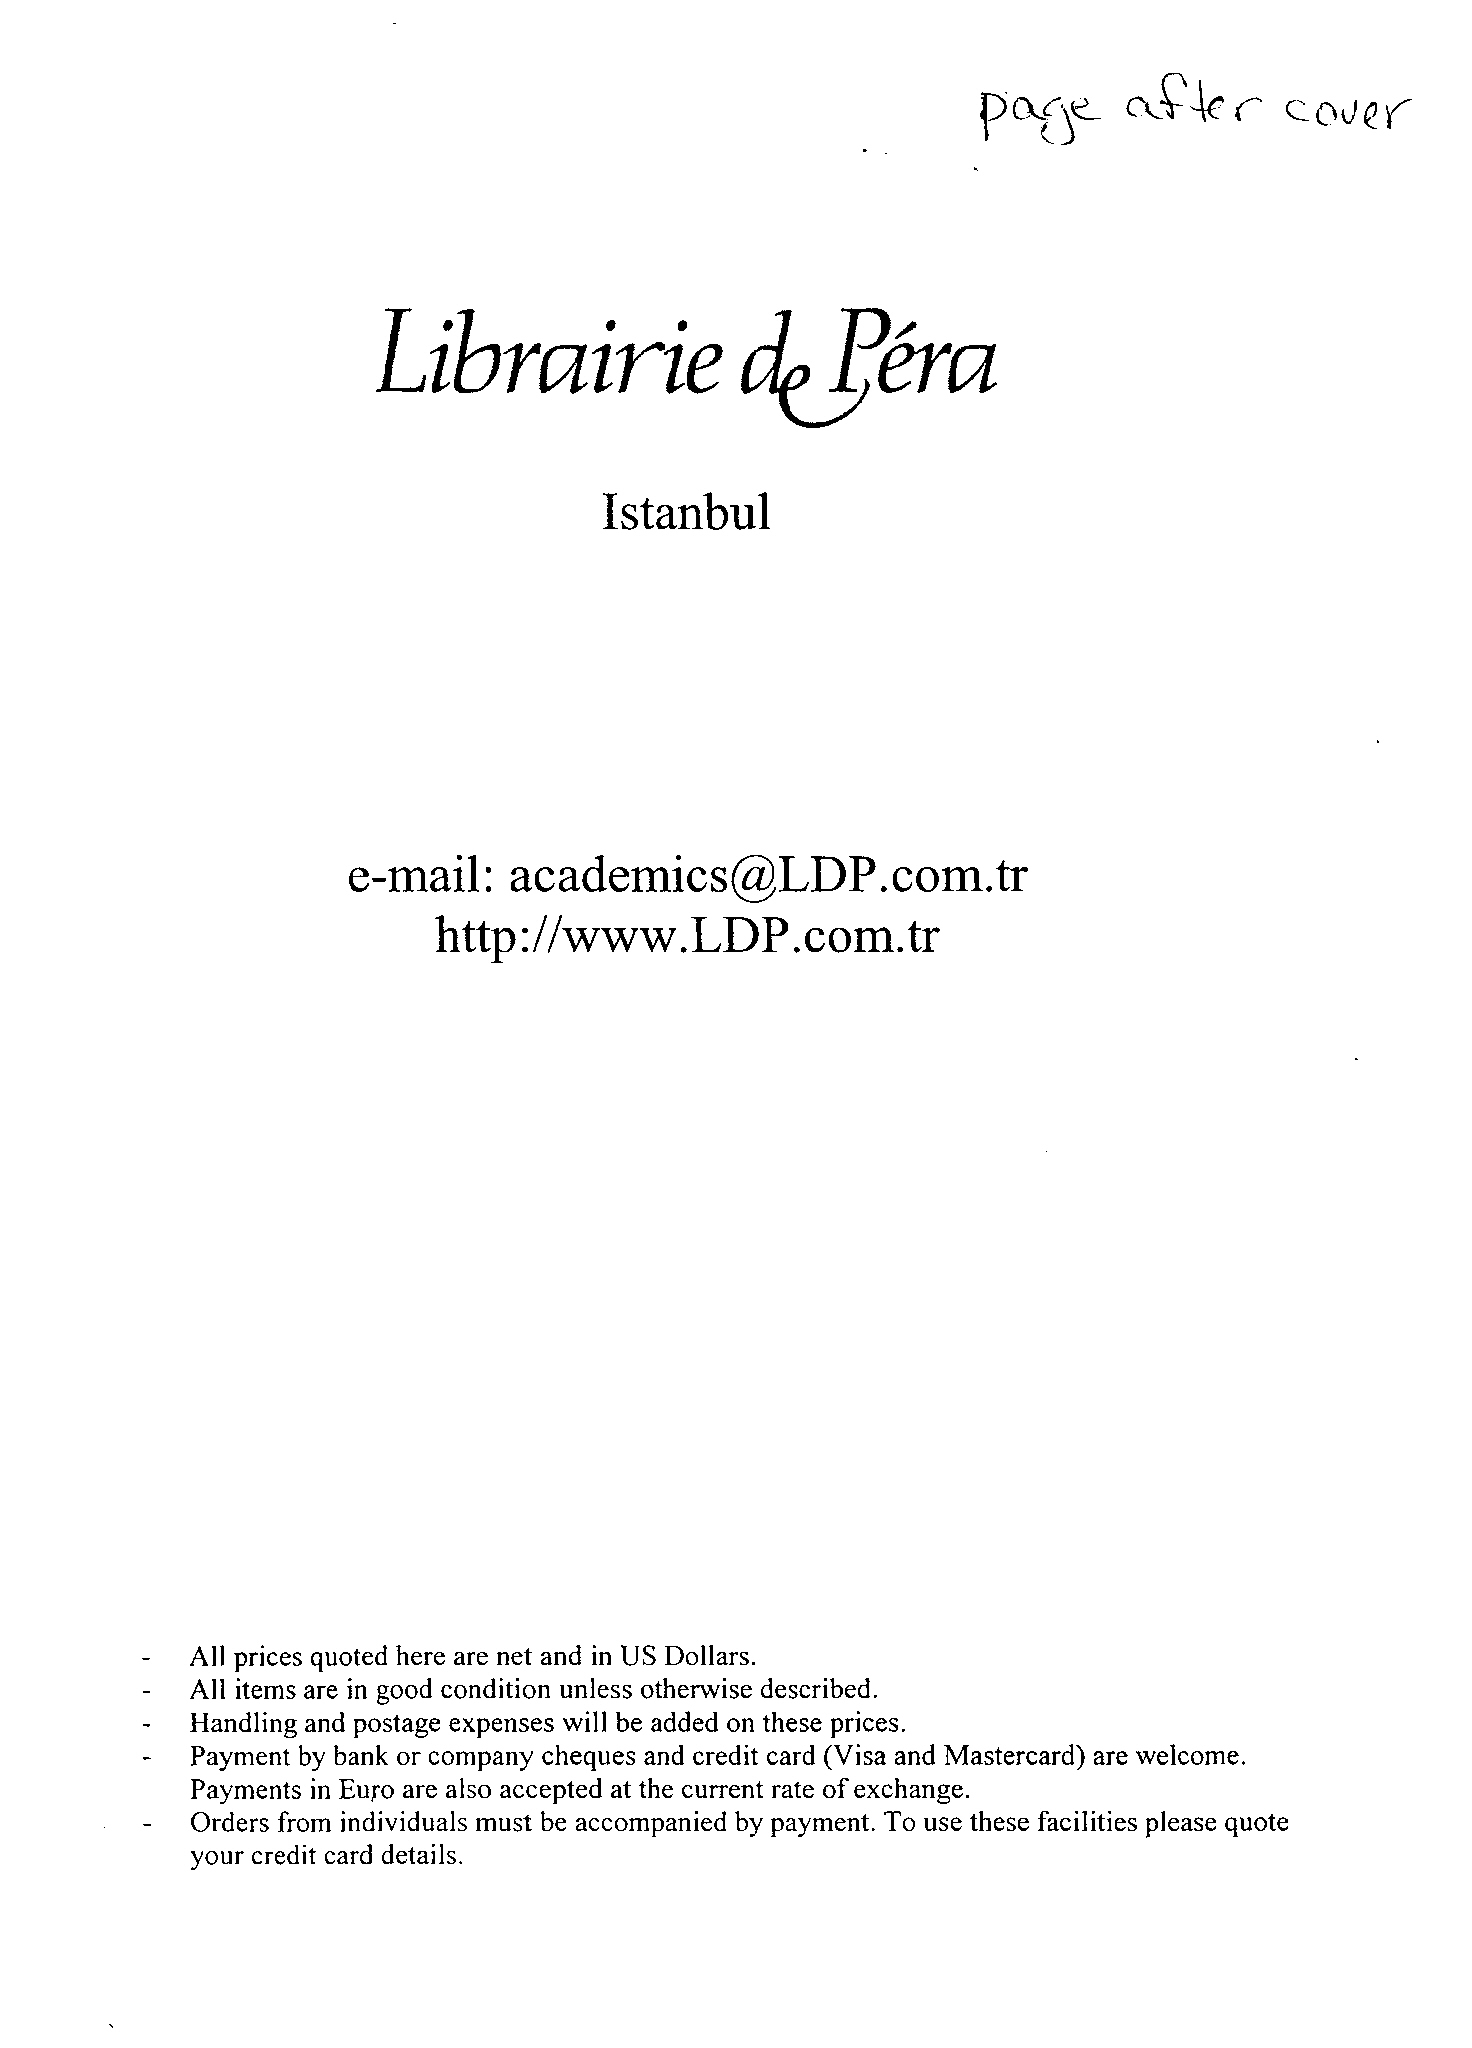 page after cover
Librairie de Péra
Istanbul
e-mail: academics@LDP.com.tr
http://www.LDP.com.tr
- All prices quoted here are net and in US Dollars.
- All items are in good condition unless otherwise described.
- Handling and postage expenses will be added on these prices.
- Payment by bank or company cheques and credit card (Visa and Mastercard) are welcome.
Payments in Euro are also accepted at the current rate of exchange.
- Orders from individuals must be accompanied by payment. To use these facilities please quote
your credit card details.